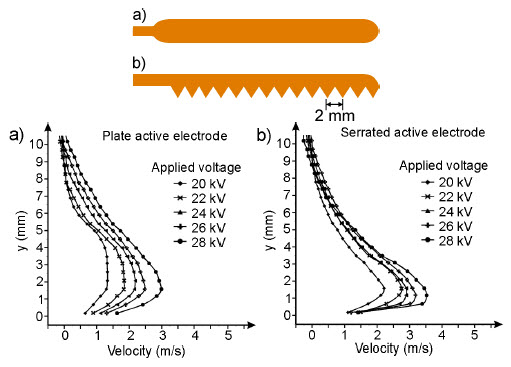 a)
b)
2 mm
a)
Plate active electrode
Applied voltage
20 kV
22 kV
24 kV
26 kV
28 kV
y (mm)
10
9
8
7
6
5
4
3
2
1
0
0 1 2 3 4 5
Velocity (m/s)
b)
Serrated active electrode
Applied voltage
20 kV
22 kV
24 kV
26 kV
28 kV
y (mm)
10
9
8
7
6
5
4
3
2
1
0
0 1 2 3 4 5
Velocity (m/s)